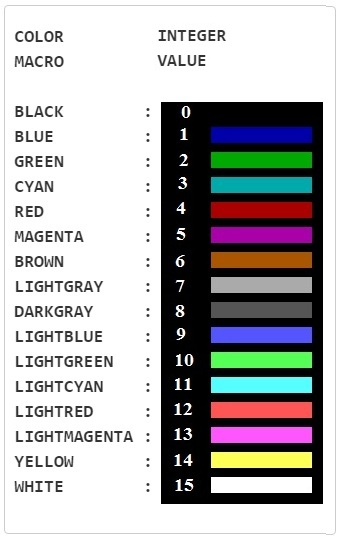 COLOR INTEGER
MACRO VALUE
BLACK : 0
BLUE : 1
GREEN : 2
CYAN : 3
RED : 4
MAGENTA : 5
BROWN : 6
LIGHTGRAY : 7
DARKGRAY : 8
LIGHTBLUE : 9
LIGHTGREEN : 10
LIGHTCYAN : 11
LIGHTRED : 12
LIGHTMAGENTA : 13
YELLOW : 14
WHITE : 15